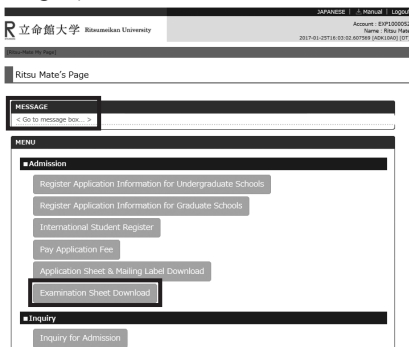 JAPANESE | Manual | Logout
立命館大学 Ritsumeikan University
Account : EXP1000052
Name : Ritsu Mate
2017-01-25T16:03:02.607569 [ADK10A0] [OT]
[Ritsu-Mate My Page]
Ritsu Mate's Page
MESSAGE
< Go to message box... >
MENU
■Admission
Register Application Information for Undergraduate Schools
Register Application Information for Graduate Schools
International Student Register
Pay Application Fee
Application Sheet & Mailing Label Download
Examination Sheet Download
■Inquiry
Inquiry for Admission